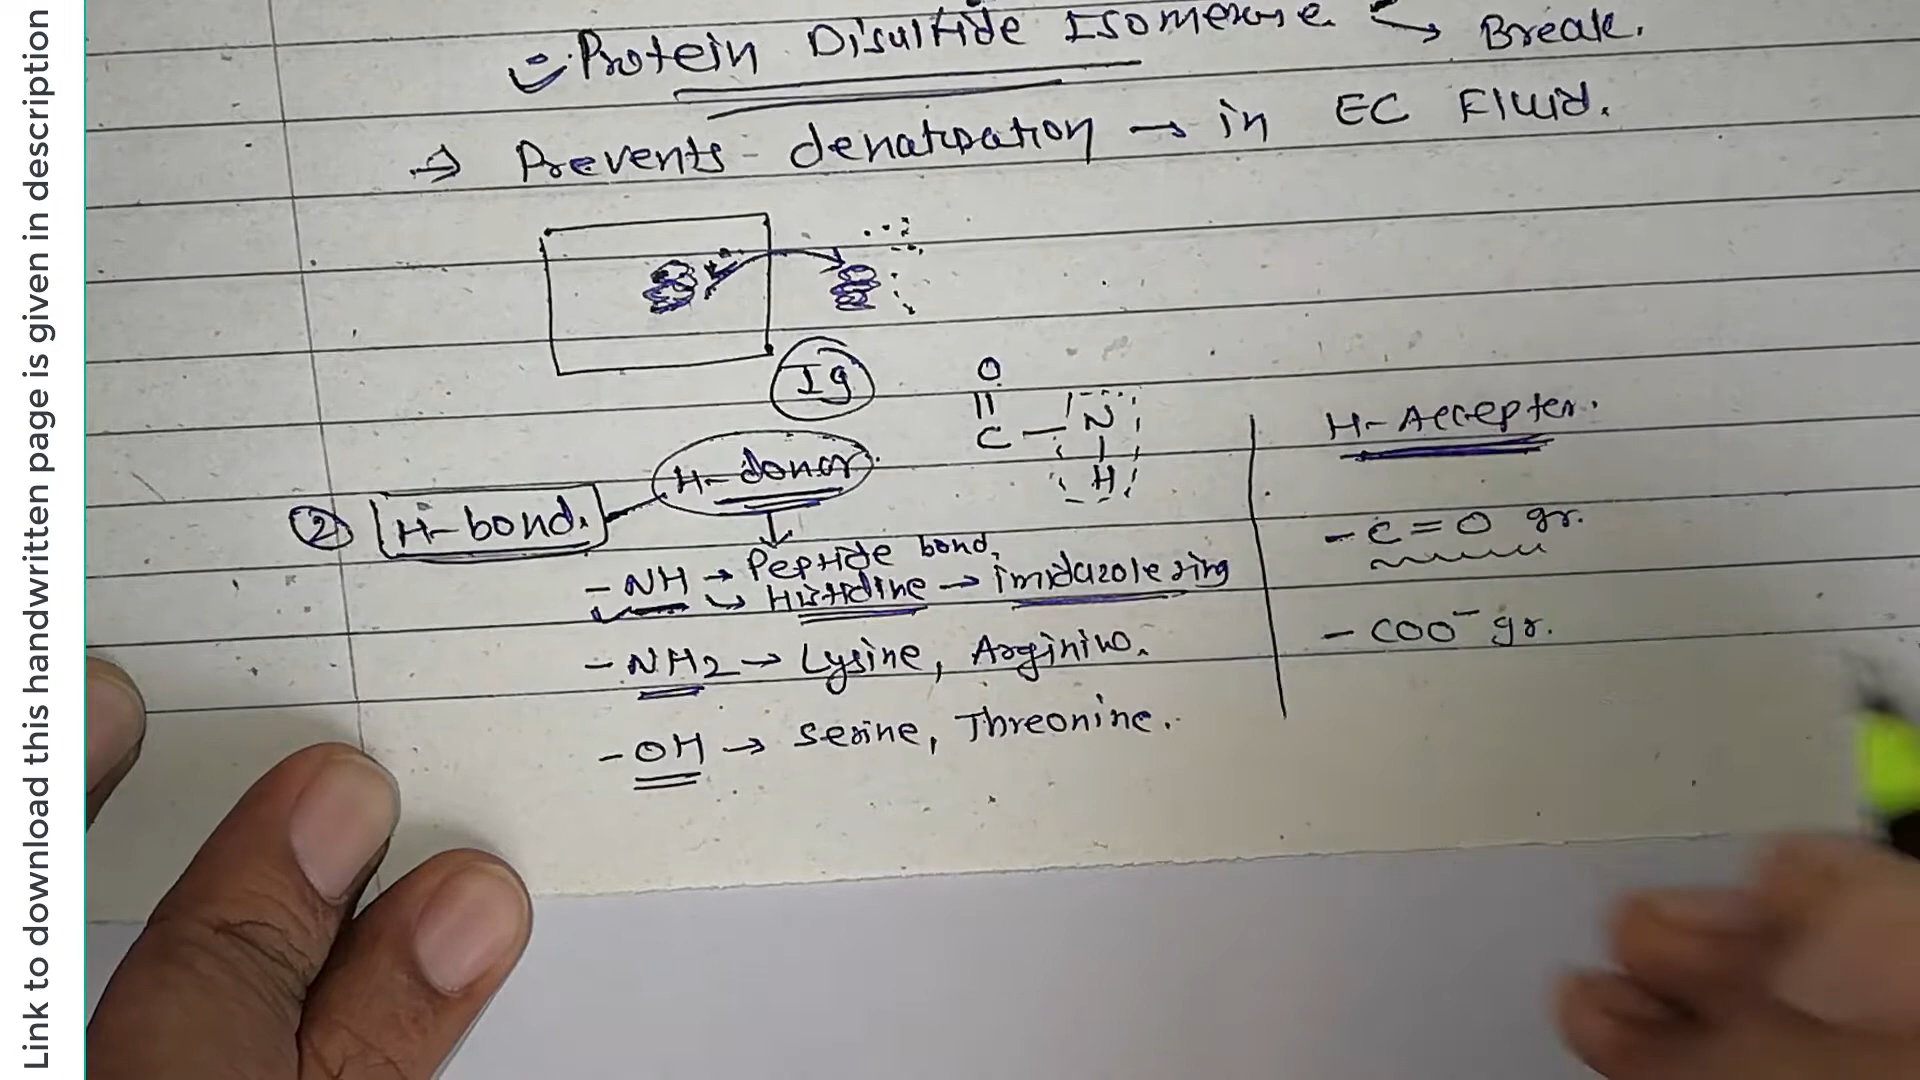 Link to download this handwritten page is given in description
Protein Disulfide Isomerase. → Break.
→ Prevents denaturation → in EC Fluid.
Ig
O
||
C — N
|
H
② H-bond. H-donor.
- NH → Peptide bond.
↘ Histidine → imidazole ring
- NH2 → Lysine, Arginine.
- OH → Serine, Threonine.
H- Accepter.
- C=O gr.
- COO⁻ gr.